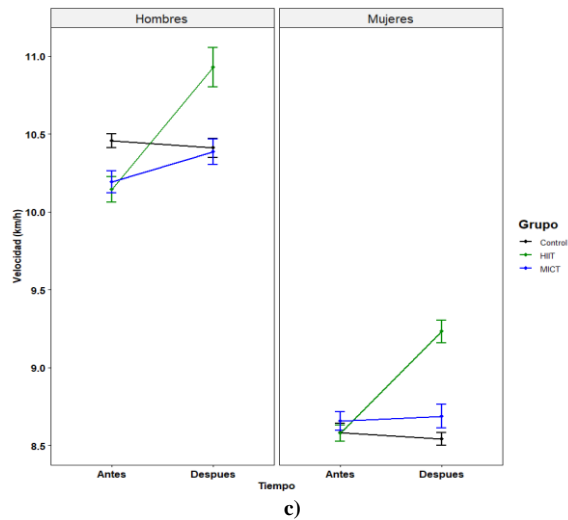 Hombres
Mujeres
Velocidad (km/h)
11.0
10.5
10.0
9.5
9.0
8.5
Antes
Despues
Antes
Despues
Tiempo
Grupo
Control
HIIT
MICT
c)